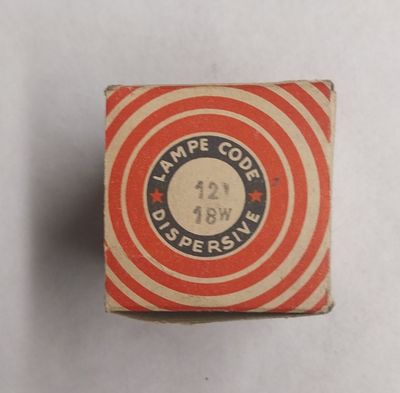 LAMPE CODE
12V
18W
DISPERSIVE